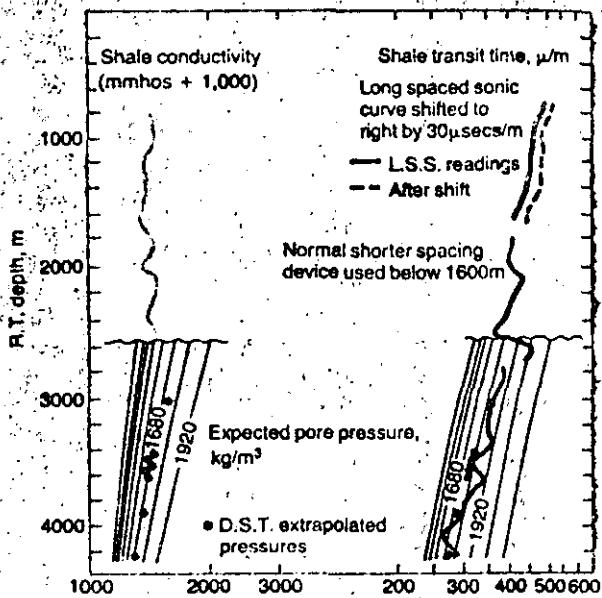 Shale conductivity
(mmhos + 1,000)
Shale transit time, μ/m
Long spaced sonic
curve shifted to
right by 30μsecs/m
L.S.S. readings
After shift
Normal shorter spacing
device used below 1600m
R.T. depth, m
1000
2000
3000
4000
1680
1920
Expected pore pressure,
kg/m³
D.S.T. extrapolated
pressures
1680
1920
1000
2000
3000
200
300
400
500
600